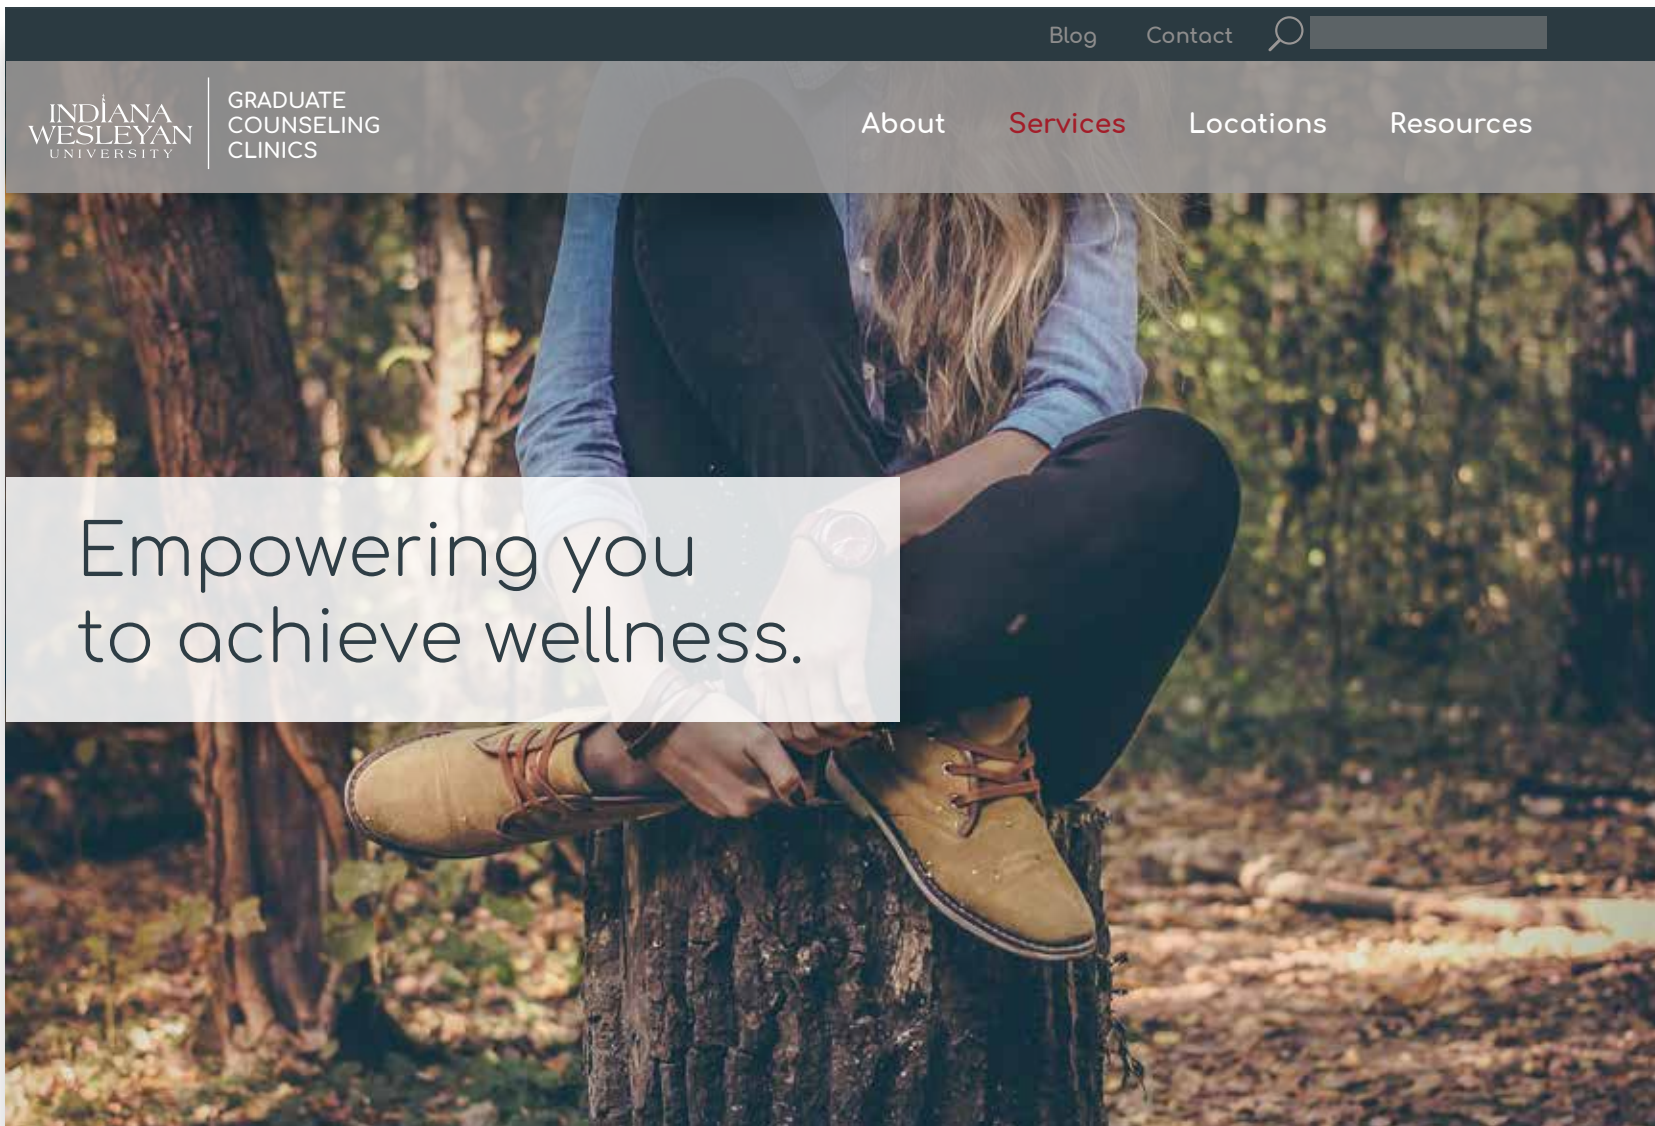 Blog Contact
INDIANA
WESLEYAN
UNIVERSITY
GRADUATE
COUNSELING
CLINICS
About Services Locations Resources
Empowering you
to achieve wellness.